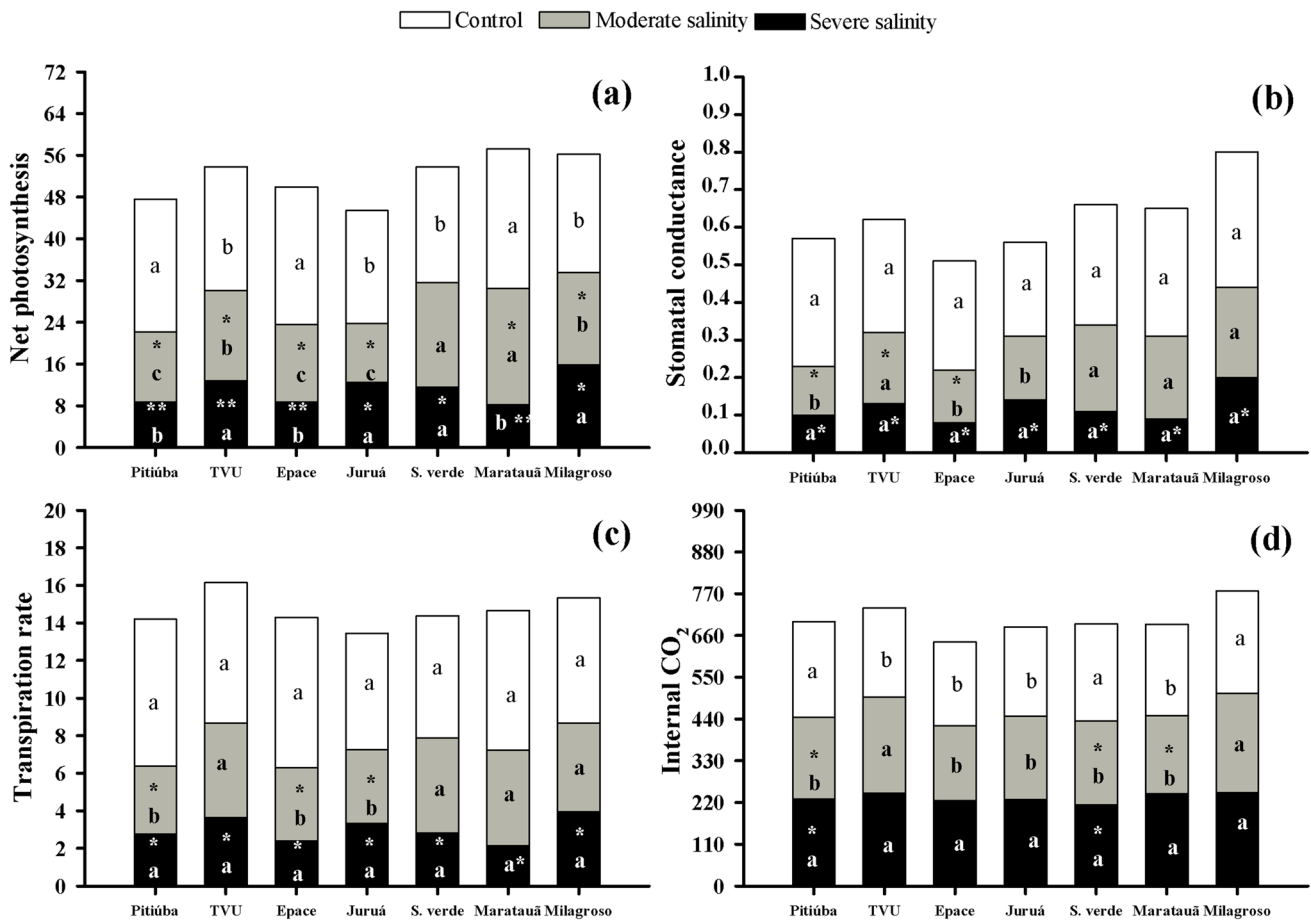 Control Moderate salinity Severe salinity
(a)
Net photosynthesis
72
64
56
48
40
32
24
16
8
0
a b a b b a b
* * * * * *
c b c c a a b
** ** ** * * b ** *
b a b a a a
Pitiúba TVU Epace Juruá S. verde Maratauã Milagroso
(b)
Stomatal conductance
1.0
0.9
0.8
0.7
0.6
0.5
0.4
0.3
0.2
0.1
0.0
a a a a a a a
* * *
b a b b a a a
a* a* a* a* a* a* a*
Pitiúba TVU Epace Juruá S. verde Maratauã Milagroso
(c)
Transpiration rate
20
18
16
14
12
10
8
6
4
2
0
a a a a a a a
* * *
b a b b a a a
* * * * * a* *
a a a a a a
Pitiúba TVU Epace Juruá S. verde Maratauã Milagroso
(d)
Internal CO2
990
880
770
660
550
440
330
220
110
0
a b b b a b a
* * *
b a b b b b a
* *
a a a a a a a
Pitiúba TVU Epace Juruá S. verde Maratauã Milagroso